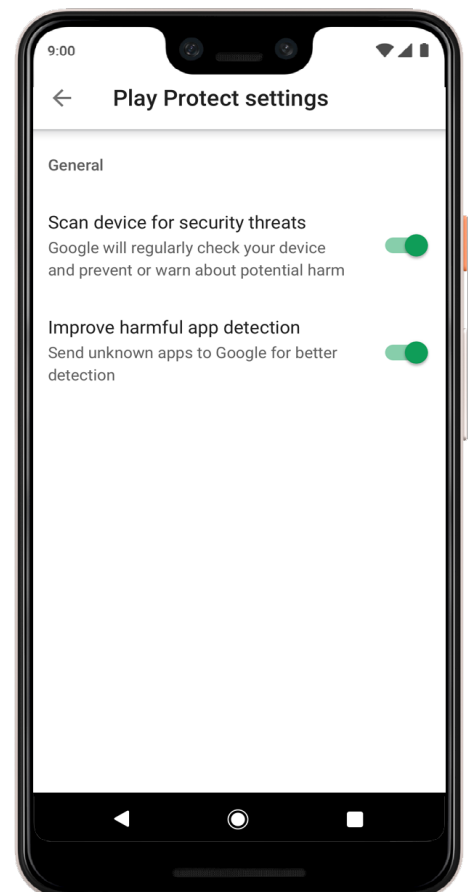 9:00
Play Protect settings
General
Scan device for security threats
Google will regularly check your device
and prevent or warn about potential harm
Improve harmful app detection
Send unknown apps to Google for better
detection